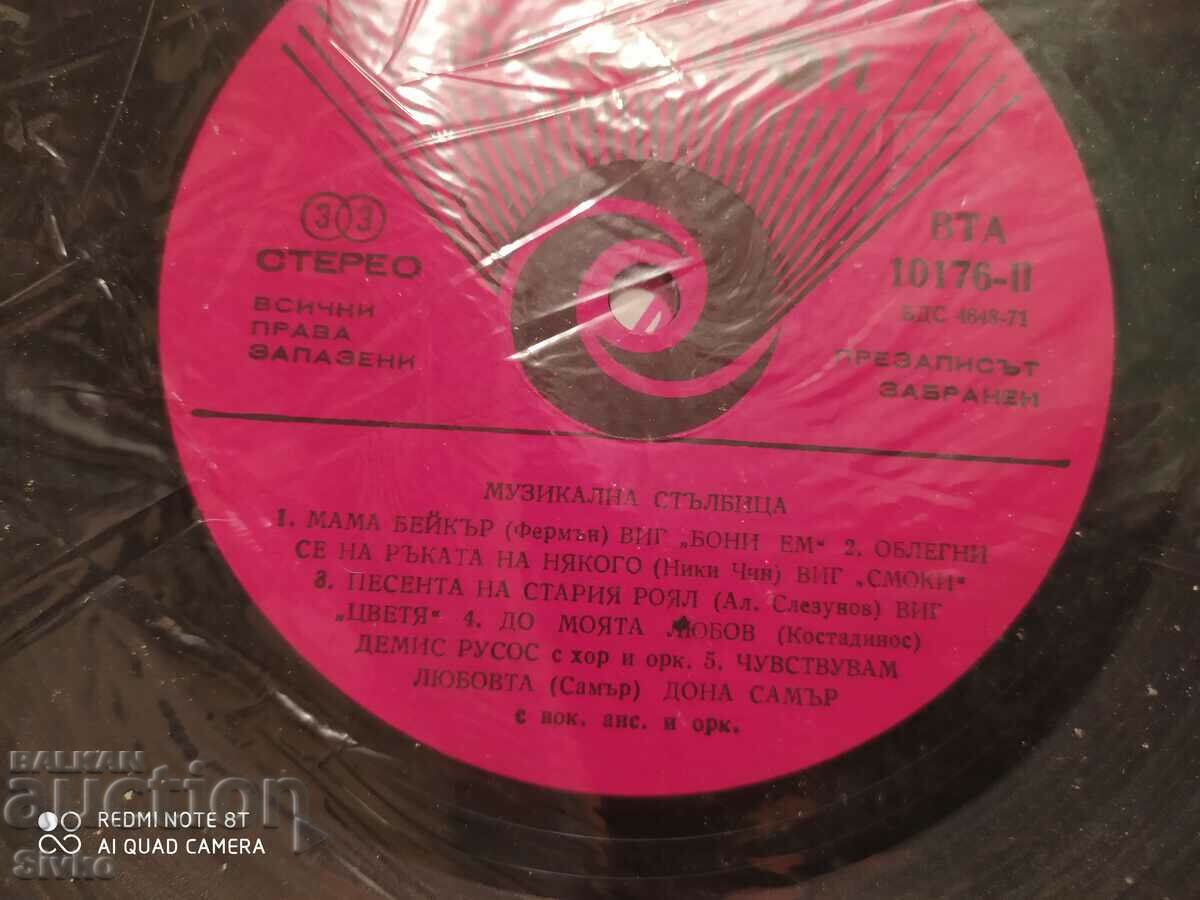 33
СТЕРЕО
ВСИЧНИ
ПРАВА
ЗАПАЗЕНИ
ВТА
10176-II
БДС 4848-71
ПРЕЗАПИСЪТ
ЗАБРАНЕН
МУЗИКАЛНА СТЪЛБИЦА
1. МАМА БЕЙКЪР (Фермън) ВИГ „БОНИ ЕМ“ 2. ОБЛЕГНИ
СЕ НА РЪКАТА НА НЯКОГО (Ники Чин) ВИГ „СМОКИ“
3. ПЕСЕНТА НА СТАРИЯ РОЯЛ (Ал. Слезунов) ВИГ
„ЦВЕТЯ“ 4. ДО МОЯТА ЛЮБОВ (Костадинос)
ДЕМИС РУСОС с хор и орк. 5. ЧУВСТВУВАМ
ЛЮБОВТА (Самър) ДОНА САМЪР
с вок. анс. и орк.
BALKAN
auction
REDMI NOTE 8T
AI QUAD CAMERA
Sivko